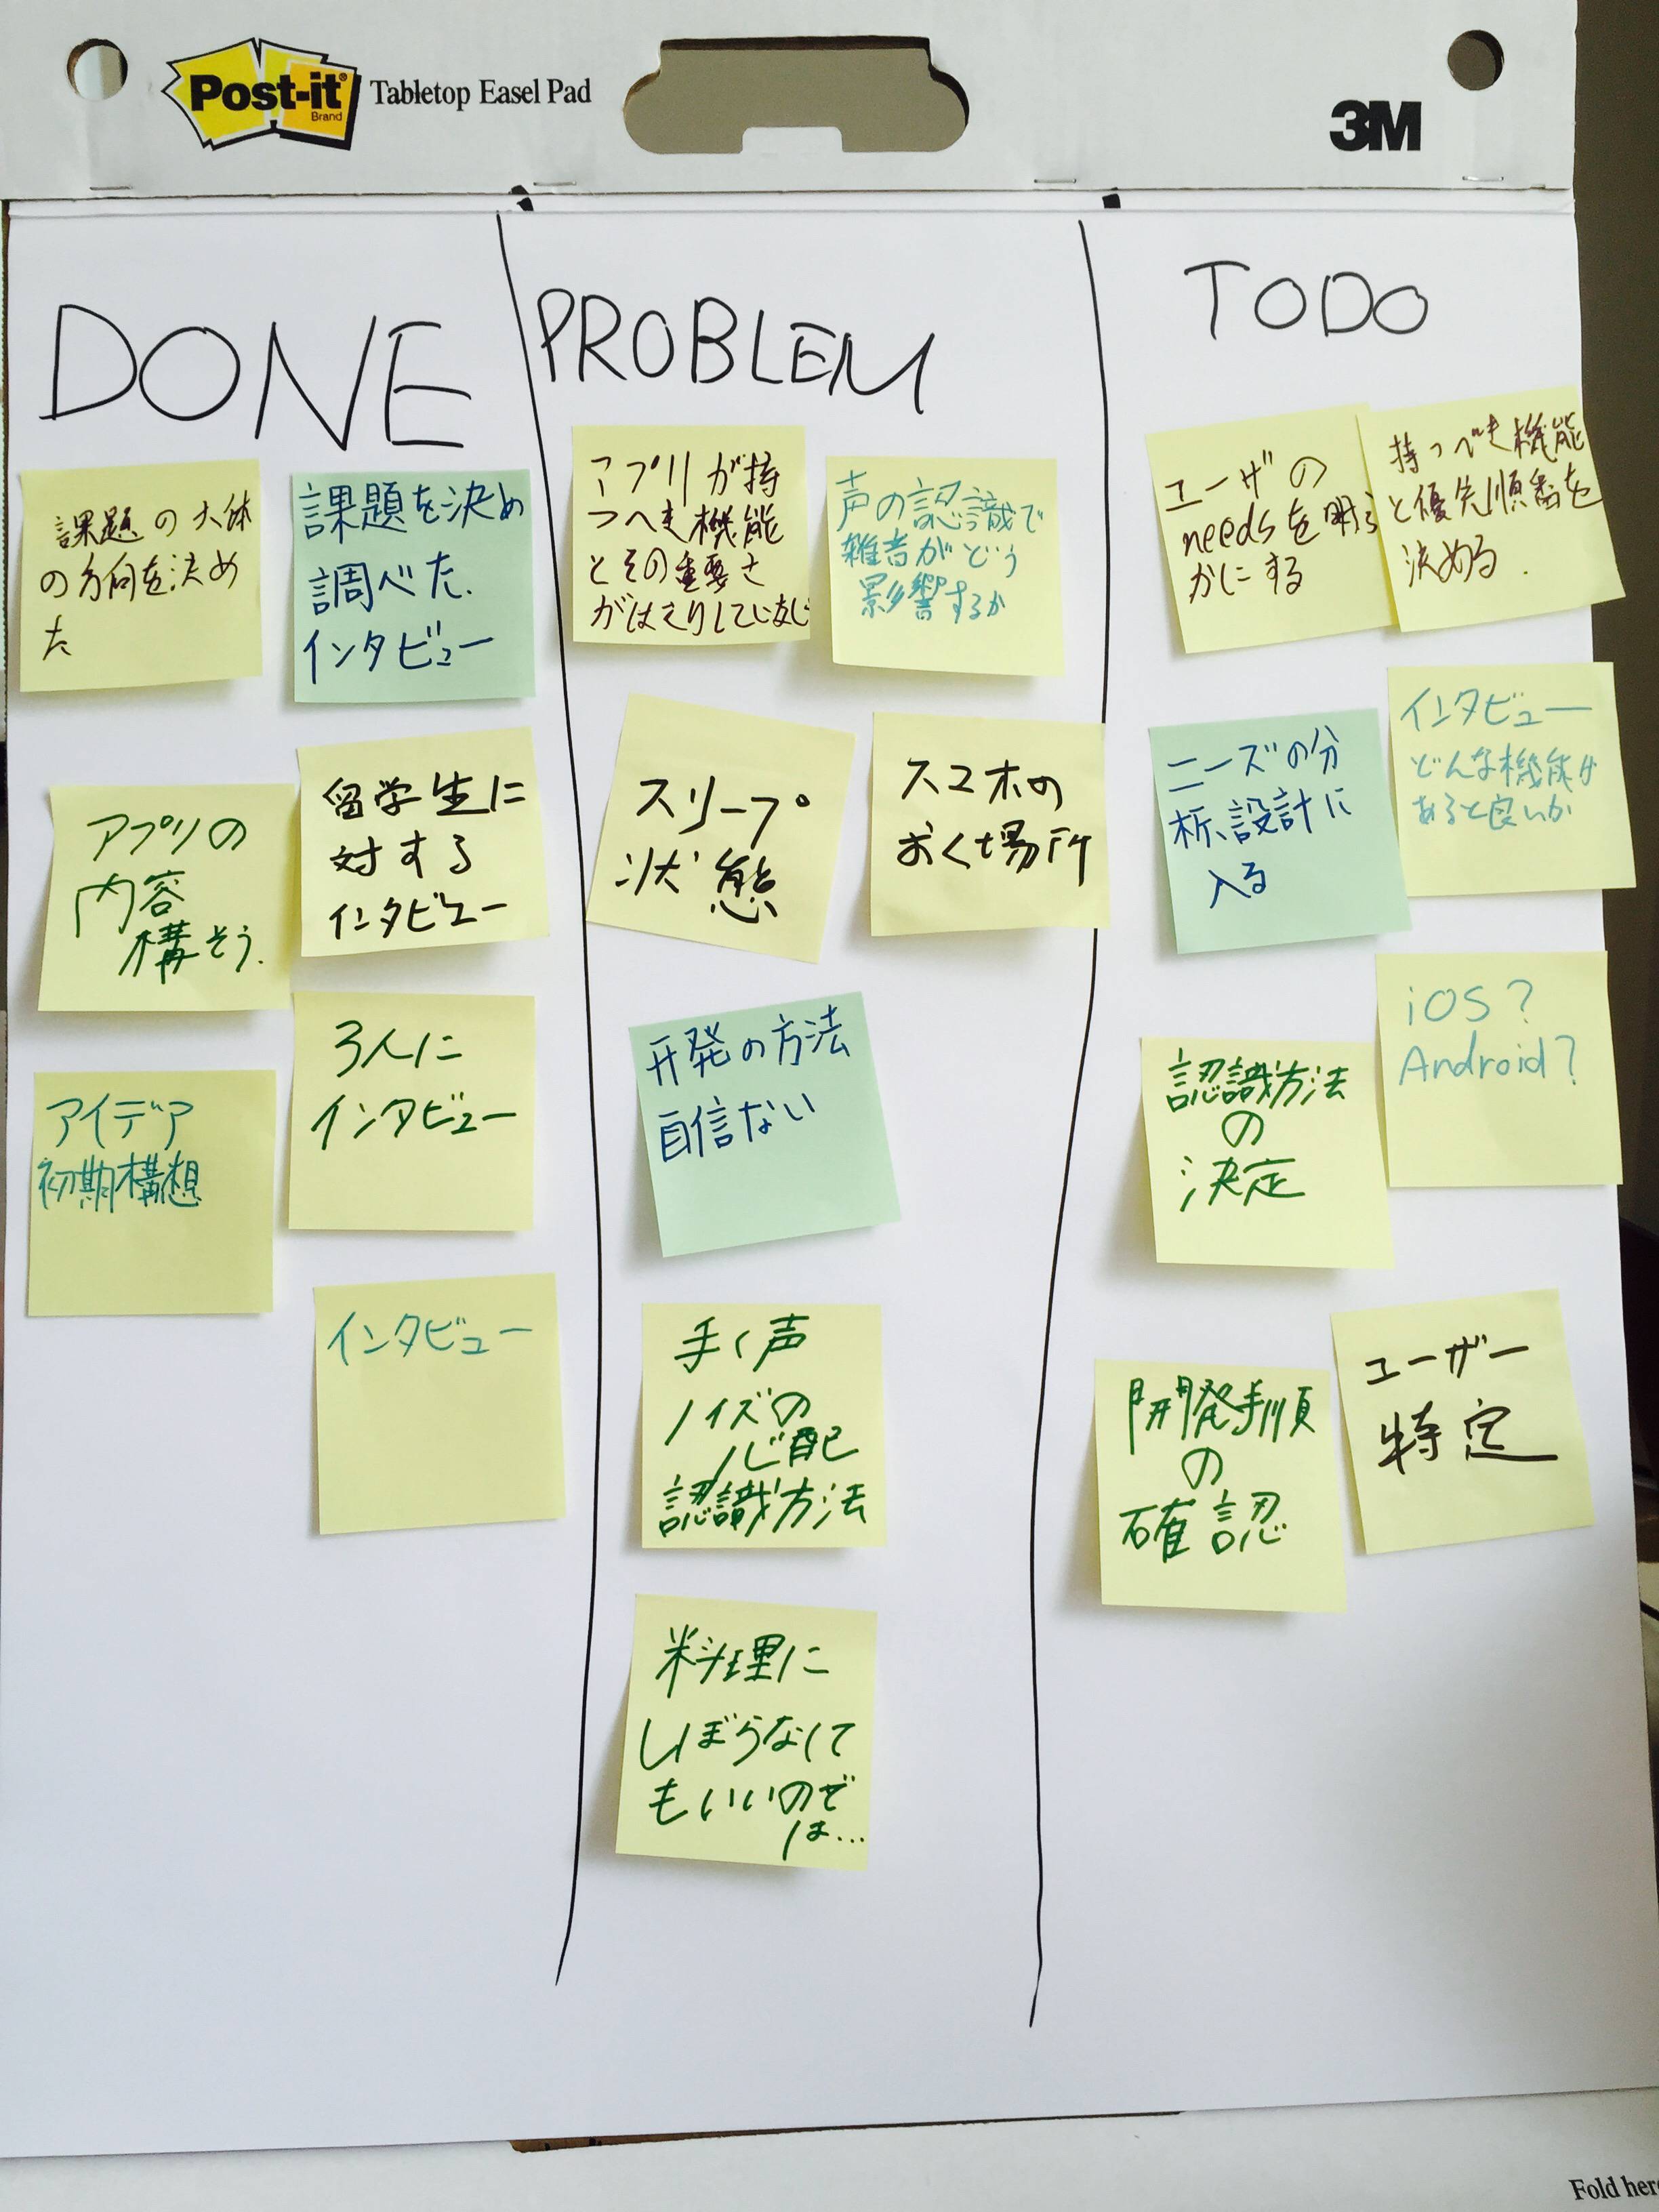 Post-it
Brand
Tabletop Easel Pad
3M
DONE
課題の大体
の方向を決め
た
課題を決め
調べた.
インタビュー
アプリの
内容
構そう.
留学生に
対する
インタビュー
アイデア
初期構想
3人に
インタビュー
インタビュー
PROBLEM
アプリが持
つべき機能
とその重要さ
がはっきりしていない
声の認識で
雑音がどう
影響するか
スリープ
状態
スマホの
おく場所
开発の方法
自信ない
手く声
ノイズの
心配
認識方法
料理に
しぼらなくて
もいいので
は...
TODO
ユーザの
needsを明ら
かにする
持つべき機能
と優先順番を
決める.
ニーズの分
析、設計に
入る
インタビュー
どんな機能が
あると良いか
iOS?
Android?
認識方法
の
決定
開発手順
の
確認
ユーザー
特定
Fold her